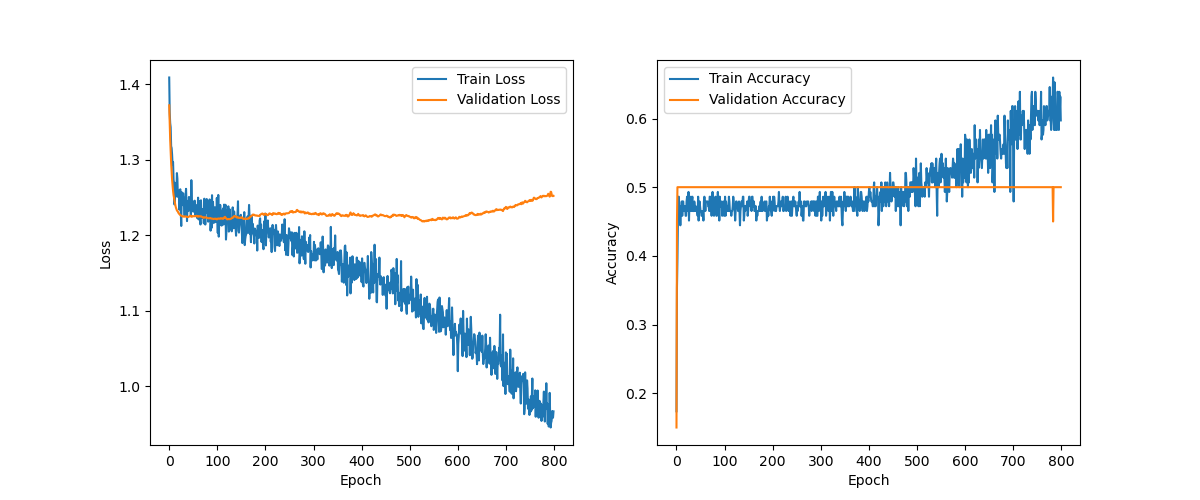 1.4
1.3
1.2
1.1
1.0
Loss
0 100 200 300 400 500 600 700 800
Epoch
Train Loss
Validation Loss
0.6
0.5
0.4
0.3
0.2
Accuracy
0 100 200 300 400 500 600 700 800
Epoch
Train Accuracy
Validation Accuracy